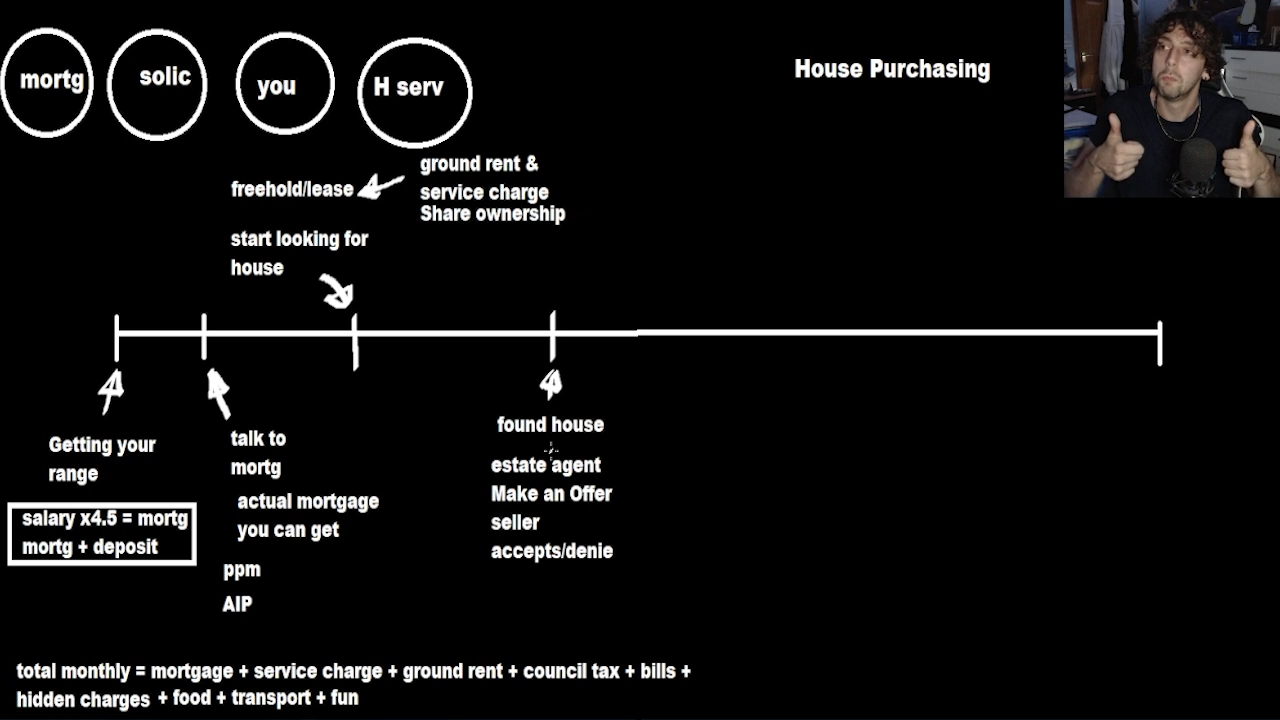 mortg
solic
you
H serv
House Purchasing
freehold/lease
ground rent &
service charge
Share ownership
start looking for
house
Getting your
range
salary x4.5 = mortg
mortg + deposit
talk to
mortg
actual mortgage
you can get
ppm
AIP
found house
estate agent
Make an Offer
seller
accepts/denie
total monthly = mortgage + service charge + ground rent + council tax + bills +
hidden charges + food + transport + fun